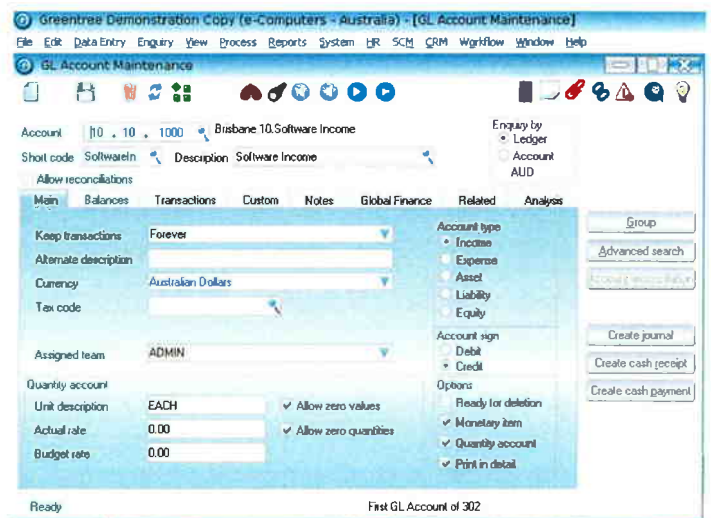 Greentree Demonstration Copy (e-Computers - Australia) - [GL Account Maintenance]
File Edit Data Entry Enquiry View Process Reports System HR SCM CRM Workflow Window Help
GL Account Maintenance
Account 10 . 10 . 1000 Brisbane 10.Software Income
Enquiry by
Ledger
Account
AUD
Short code SoftwareIn Description Software Income
Allow reconciliations
Main Balances Transactions Custom Notes Global Finance Related Analysis
Keep transactions Forever
Alternate description
Currency Australian Dollars
Tax code
Assigned team ADMIN
Account type
Income
Expense
Asset
Liability
Equity
Account sign
Debit
Credit
Quantity account
Unit description EACH Allow zero values
Actual rate 0.00 Allow zero quantities
Budget rate 0.00
Options
Ready for deletion
Monetary item
Quantity account
Print in detail
Group
Advanced search
Create journal
Create cash receipt
Create cash payment
Ready First GL Account of 302